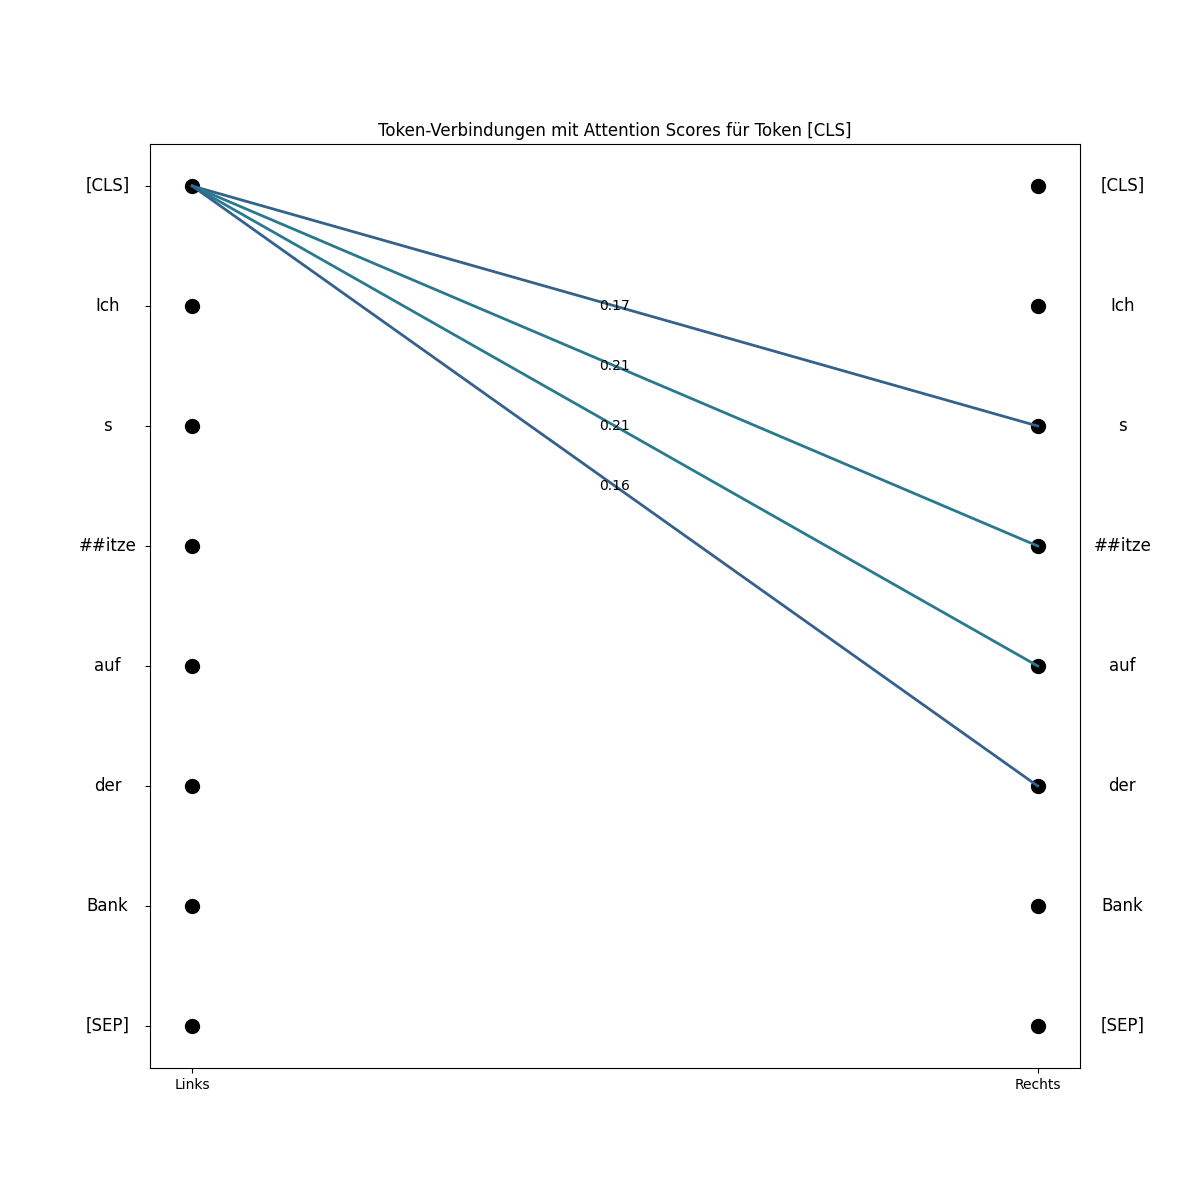 Token-Verbindungen mit Attention Scores für Token [CLS]
[CLS] [CLS]
Ich 0.17 Ich
0.21
s 0.21 s
0.16
##itze ##itze
auf auf
der der
Bank Bank
[SEP] [SEP]
Links Rechts